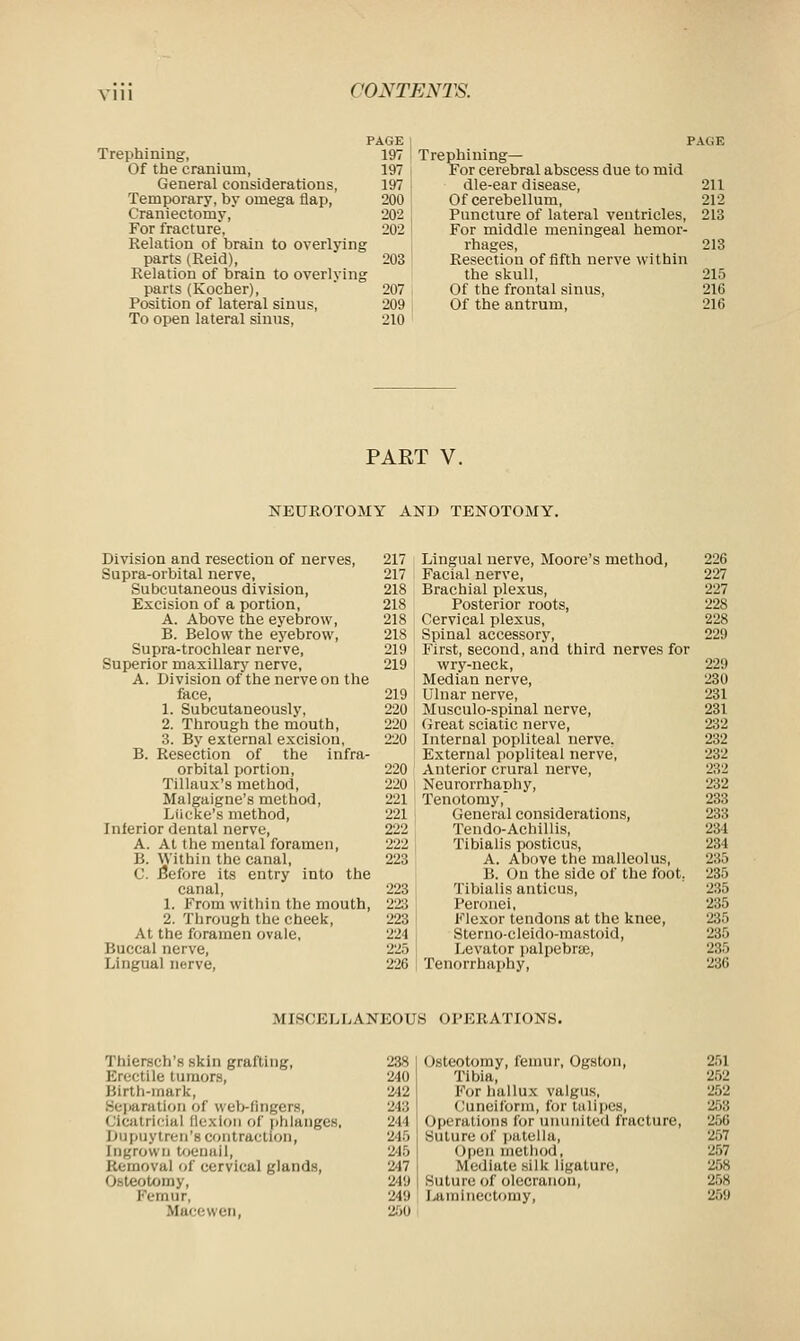 viii CONTENTS.
PAGE
Trephining, 197
Of the cranium, 197
General considerations, 197
Temporary, by omega flap, 200
Craniectomy, 202
For fracture, 202
Relation of brain to overlying
parts (Reid), 203
Relation of brain to overlying
parts (Kocher), 207
Position of lateral sinus, 209
To open lateral sinus, 210
PAGE
Trephining—
For cerebral abscess due to mid
dle-ear disease, 211
Of cerebellum, 212
Puncture of lateral ventricles, 213
For middle meningeal hemor-
rhages, 213
Resection of fifth nerve within
the skull, 215
Of the frontal sinus, 216
Of the antrum, 216
PART V.
NEUROTOMY AND TENOTOMY.
Division and resection of nerves, 217
Supra-orbital nerve, 217
Subcutaneous division, 218
Excision of a portion, 218
A. Above the eyebrow, 218
B. Below the eyebrow, 218
Supra-trochlear nerve, 219
Superior maxillary nerve, 219
A. Division of the nerve on the
face, 219
1. Subcutaneously, 220
2. Through the mouth, 220
3. By external excision, 220
B. Resection of the infra-
orbital portion, 220
Tillaux's method, 220
Malgaigne's method, 221
Lücke's method, 221
Inferior dental nerve, 222
A. At the mental foramen, 222
B. Within the canal, 223
C. Before its entry into the
canal, 223
1. From within the mouth, 223
2. Through the cheek, 223
At the foramen ovale, 224
Buccal nerve, 225
Lingual nerve, 226
Lingual nerve, Moore's method, 226
Facial nerve, 227
Brachial plexus, 227
Posterior roots, 228
Cervical plexus, 228
Spinal accessory, 229
First, second, and third nerves for
wry-neck, 229
Median nerve, 230
Ulnar nerve, 231
Musculo-spinal nerve, 231
Great sciatic nerve, 232
Internal popliteal nerve. 232
External popliteal nerve, 232
Anterior crural nerve, 232
Neurorrhaphy, 232
Tenotomy, 233
General considerations, 233
Tendo-Achillis, 234
Tibialis posticus, 234
A. Above the malleolus, 235
B. On the side of the foot, 235
Tibialis anticus, 235
Peronei, 235
Flexor tendons at the knee, 235
Sterno-cleido-mastoid, 235
Levator palpebræ, 235
Tenorrhaphy, 236
MISCELLANEOUS OPERATIONS.
Thiersch's skin grafting, 238
Erectile tumors, 240
Birth-mark, 242
Separation of web-fingers, 243
Cicatricial flexion of phlanges, 244
Dupuytren's contraction, 245
Ingrown toenail, 245
Removal of cervical glands, 247
Osteotomy, 249
Femur, 249
Macewen, 250
Osteotomy, femur, Ogston, 251
Tibia, 252
For hallux valgus, 252
Cuneiform, for talipes, 253
Operations for ununited fracture, 256
Suture of patella, 257
Open method, 257
Mediate silk ligature, 258
Suture of olecranon, 258
Laminectomy, 259